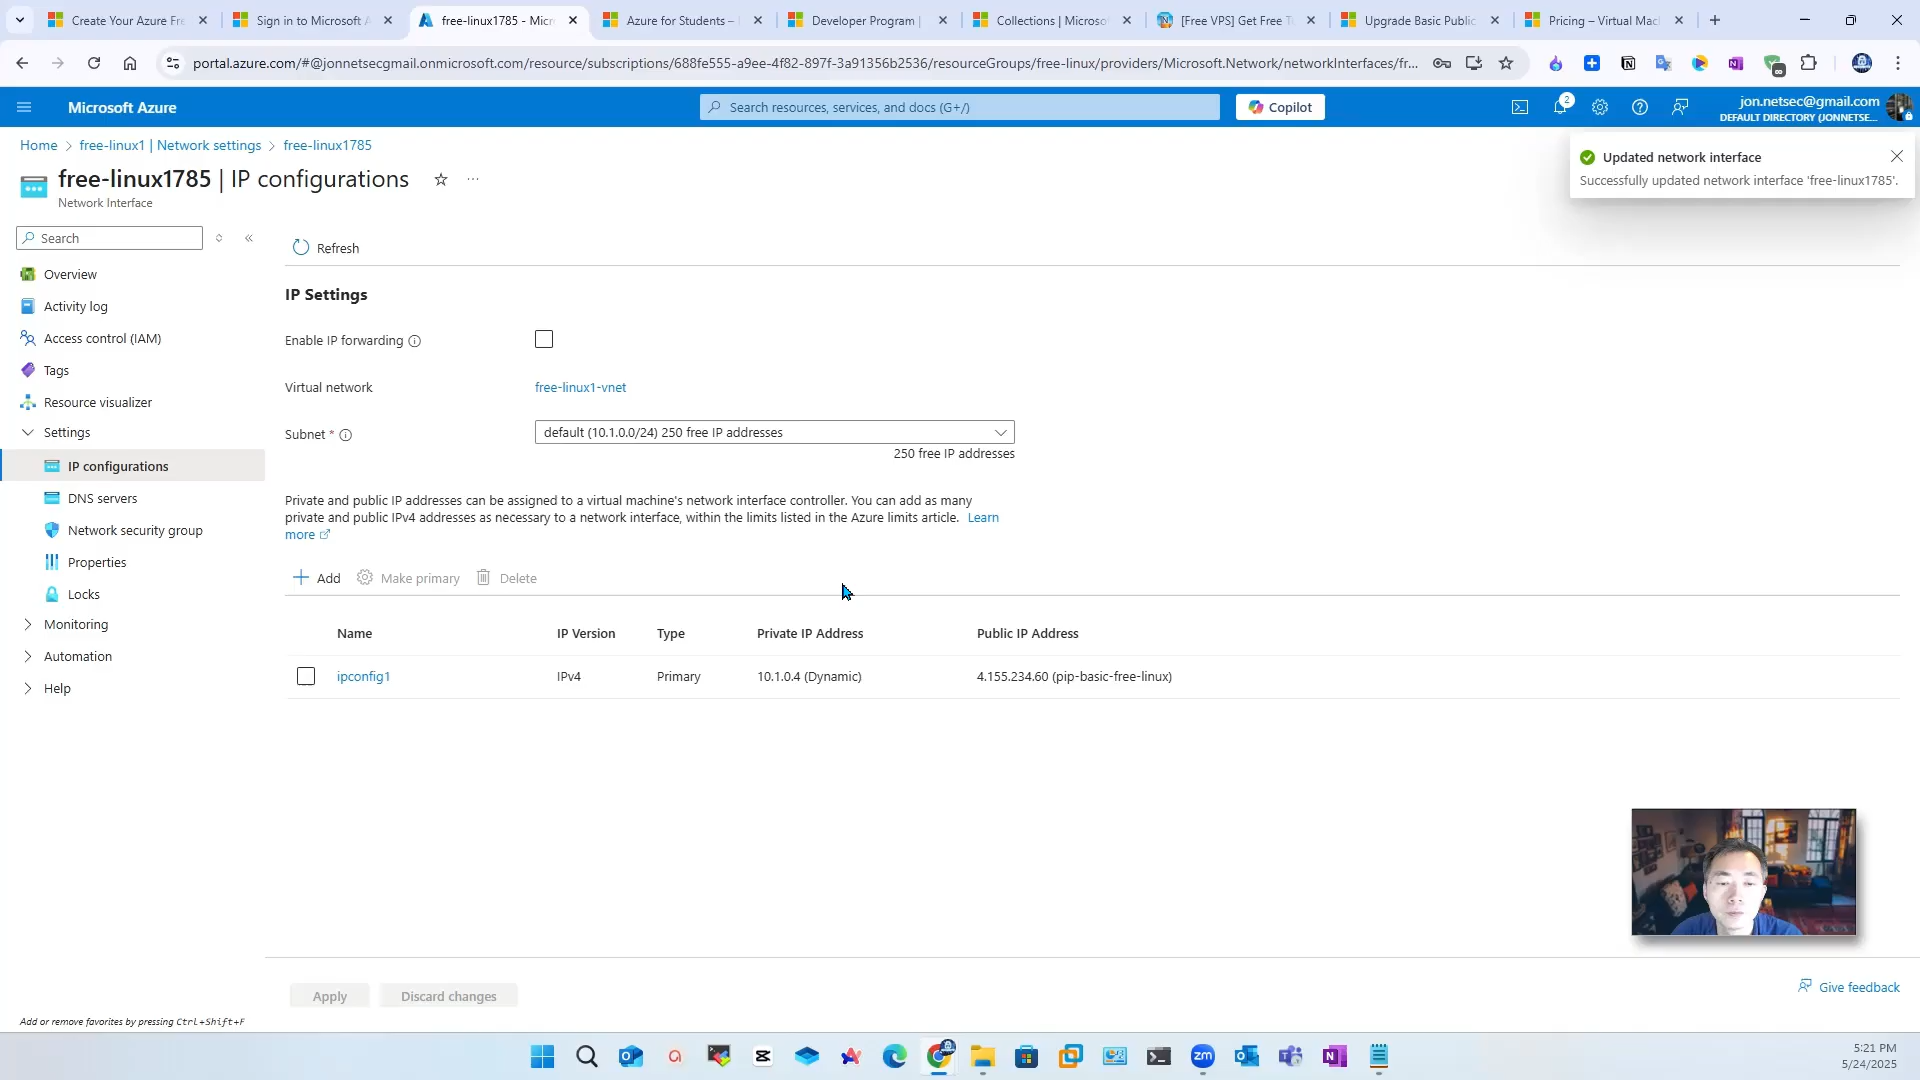 Create Your Azure Fre
Sign in to Microsoft A
free-linux1785 - Micr
Azure for Students –
Developer Program |
Collections | Microso
[Free VPS] Get Free T
Upgrade Basic Public
Pricing – Virtual Mac
portal.azure.com/#@jonnetsecgmail.onmicrosoft.com/resource/subscriptions/688fe555-a9ee-4f82-897f-3a91356b2536/resourceGroups/free-linux/providers/Microsoft.Network/networkInterfaces/fr...
Microsoft Azure
Search resources, services, and docs (G+/)
Copilot
2
jon.netsec@gmail.com
DEFAULT DIRECTORY (JONNETSE...
Home > free-linux1 | Network settings > free-linux1785
Updated network interface
Successfully updated network interface 'free-linux1785'.
free-linux1785 | IP configurations
Network Interface
Search
Refresh
Overview
Activity log
Access control (IAM)
Tags
Resource visualizer
Settings
IP configurations
DNS servers
Network security group
Properties
Locks
Monitoring
Automation
Help
IP Settings
Enable IP forwarding
Virtual network
free-linux1-vnet
Subnet *
default (10.1.0.0/24) 250 free IP addresses
250 free IP addresses
Private and public IP addresses can be assigned to a virtual machine's network interface controller. You can add as many
private and public IPv4 addresses as necessary to a network interface, within the limits listed in the Azure limits article. Learn
more
Add
Make primary
Delete
Name IP Version Type Private IP Address Public IP Address
ipconfig1 IPv4 Primary 10.1.0.4 (Dynamic) 4.155.234.60 (pip-basic-free-linux)
Apply
Discard changes
Give feedback
Add or remove favorites by pressing Ctrl+Shift+F
5:21 PM
5/24/2025